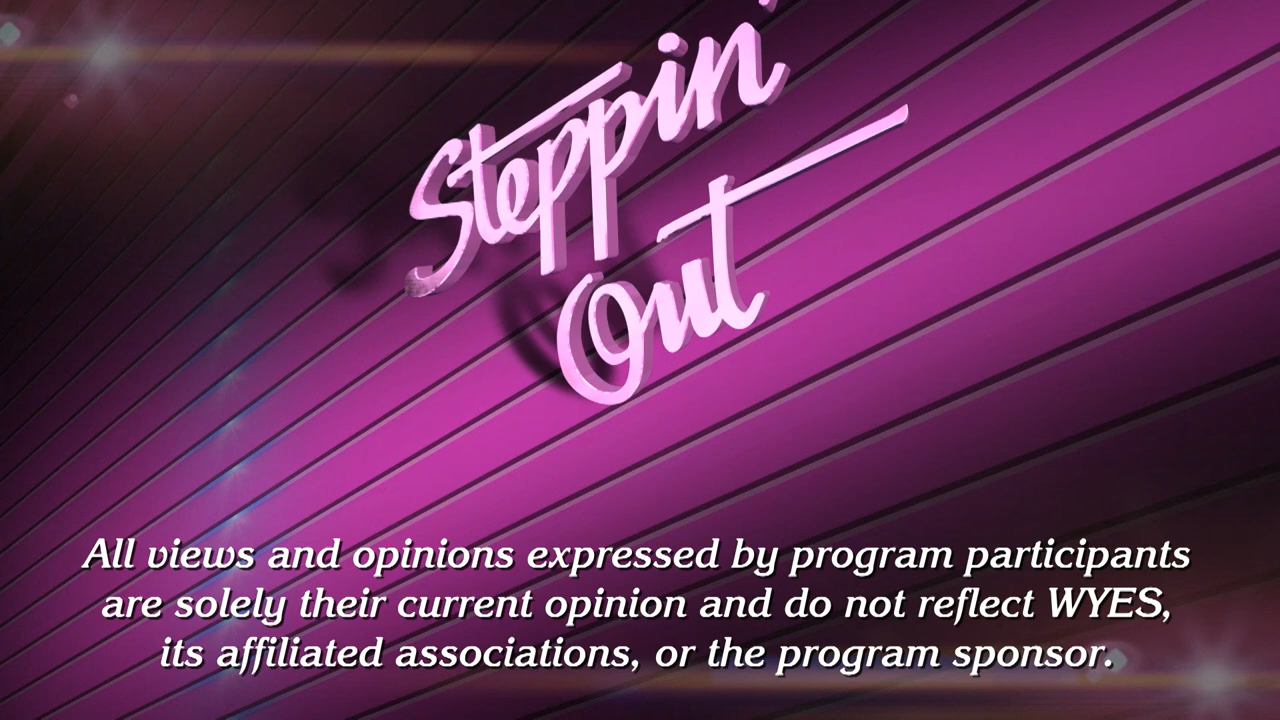 Steppin'
Out
All views and opinions expressed by program participants
are solely their current opinion and do not reflect WYES,
its affiliated associations, or the program sponsor.